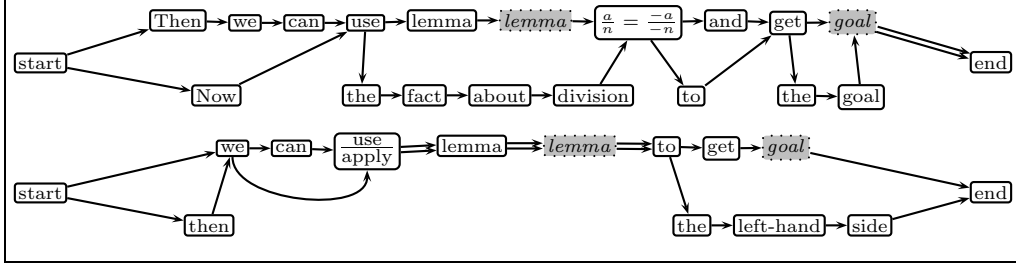 Then we can use lemma lemma a/n = −a/−n and get goal
start
end
Now the fact about division to the goal
we can use/apply lemma lemma to get goal
start
end
then the left-hand side